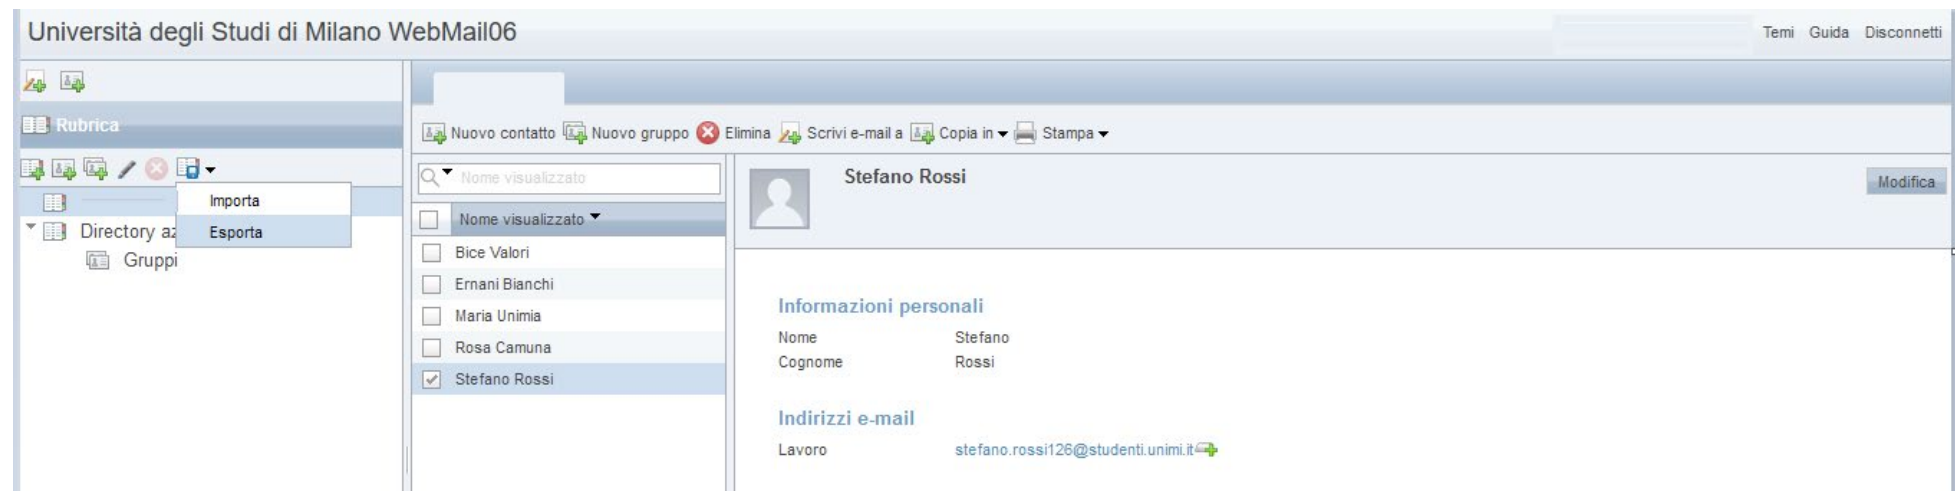 Università degli Studi di Milano WebMail06
Temi Guida Disconnetti
Rubrica
Nuovo contatto Nuovo gruppo Elimina Scrivi e-mail a Copia in Stampa
Importa
Esporta
Directory az
Gruppi
Nome visualizzato
Nome visualizzato
Bice Valori
Ernani Bianchi
Maria Unimia
Rosa Camuna
Stefano Rossi
Stefano Rossi
Modifica
Informazioni personali
Nome Stefano
Cognome Rossi
Indirizzi e-mail
Lavoro stefano.rossi126@studenti.unimi.it